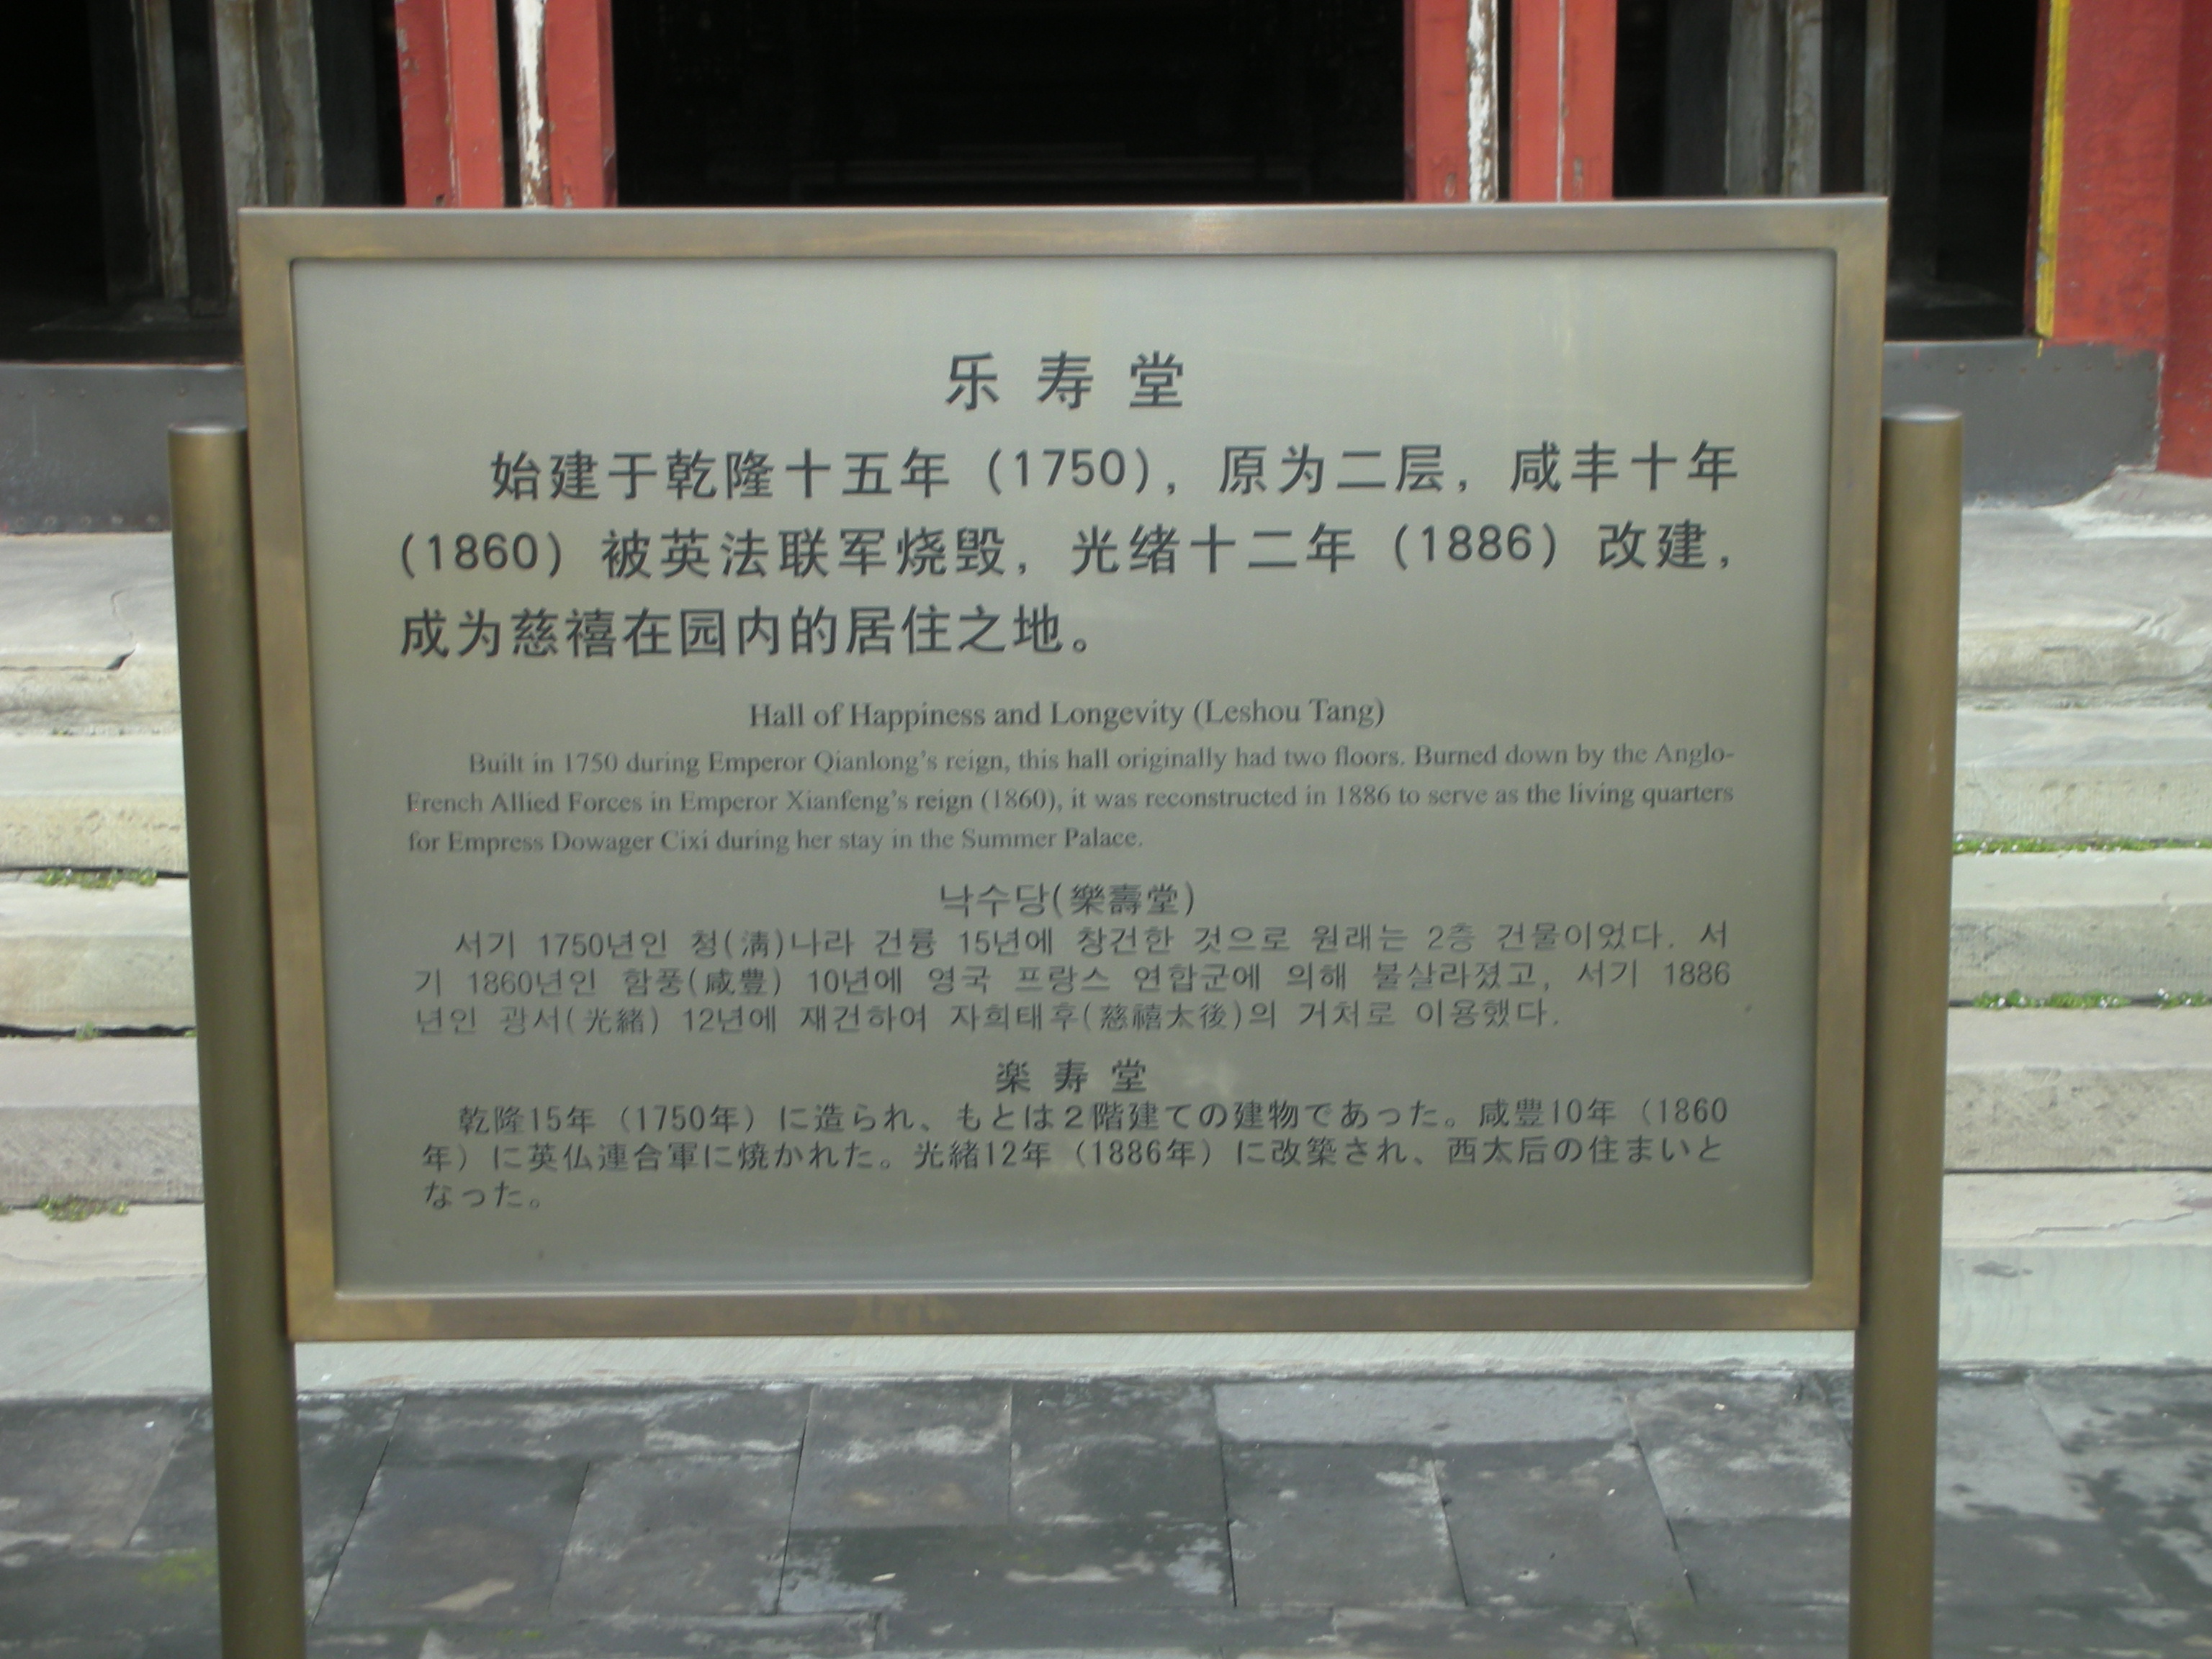 乐寿堂
始建于乾隆十五年（1750），原为二层，咸丰十年
（1860）被英法联军烧毁，光绪十二年（1886）改建，
成为慈禧在园内的居住之地。
Hall of Happiness and Longevity (Leshou Tang)
Built in 1750 during Emperor Qianlong's reign, this hall originally had two floors. Burned down by the Anglo-
French Allied Forces in Emperor Xianfeng's reign (1860), it was reconstructed in 1886 to serve as the living quarters
for Empress Dowager Cixi during her stay in the Summer Palace.
낙수당(樂壽堂)
서기 1750년인 청(淸)나라 건륭 15년에 창건한 것으로 원래는 2층 건물이었다. 서
기 1860년인 함풍(咸豊) 10년에 영국 프랑스 연합군에 의해 불살라졌고, 서기 1886
년인 광서(光緖) 12년에 재건하여 자희태후(慈禧太後)의 거처로 이용했다.
楽寿堂
乾隆15年（1750年）に造られ、もとは２階建ての建物であった。咸豊10年（1860
年）に英仏連合軍に焼かれた。光緒12年（1886年）に改築され、西太后の住まいと
なった。